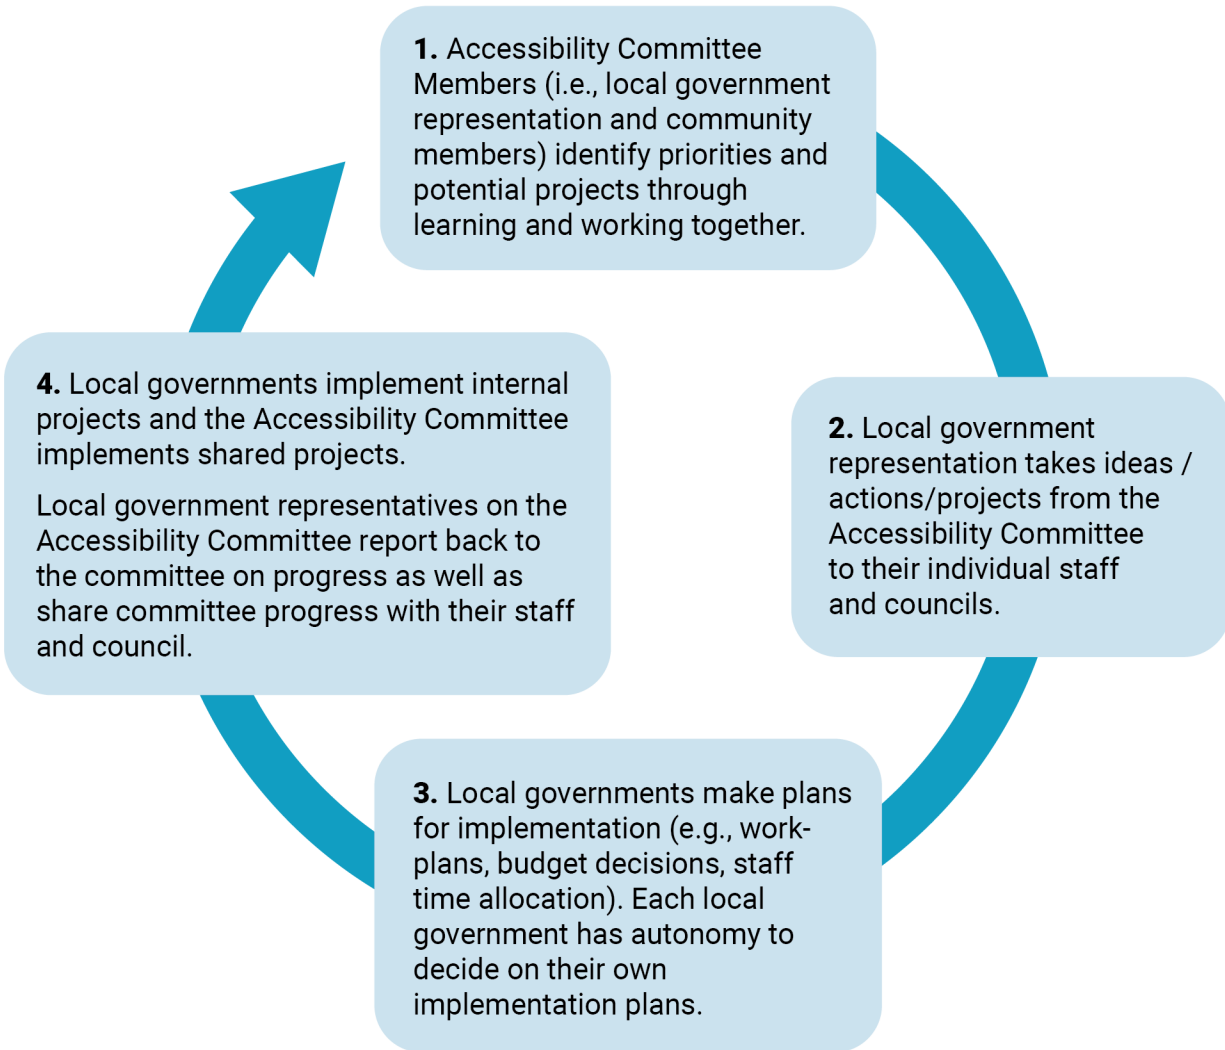 1. Accessibility Committee
Members (i.e., local government
representation and community
members) identify priorities and
potential projects through
learning and working together.
2. Local government
representation takes ideas /
actions/projects from the
Accessibility Committee
to their individual staff
and councils.
3. Local governments make plans
for implementation (e.g., work-
plans, budget decisions, staff
time allocation). Each local
government has autonomy to
decide on their own
implementation plans.
4. Local governments implement internal
projects and the Accessibility Committee
implements shared projects.
Local government representatives on the
Accessibility Committee report back to
the committee on progress as well as
share committee progress with their staff
and council.